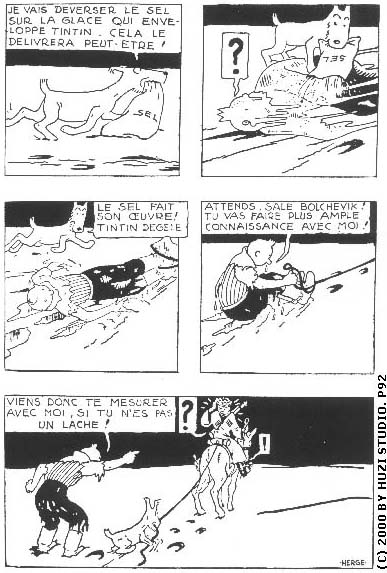 JE VAIS DEVERSER LE SEL
SUR LA GLACE QUI ENVE-
LOPPE TINTIN. CELA LE
DELIVRERA PEUT-ETRE!
SEL
?
SEL
LE SEL FAIT
SON ŒUVRE!
TINTIN DEGELE
ATTENDS, SALE BOLCHEVIK!
TU VAS FAIRE PLUS AMPLE
CONNAISSANCE AVEC MOI!
VIENS DONC TE MESURER
AVEC MOI, SI TU N'ES PAS
UN LACHE!
?
!
-HERGE-
(C) 2000 BY HUZI STUDIO. P92